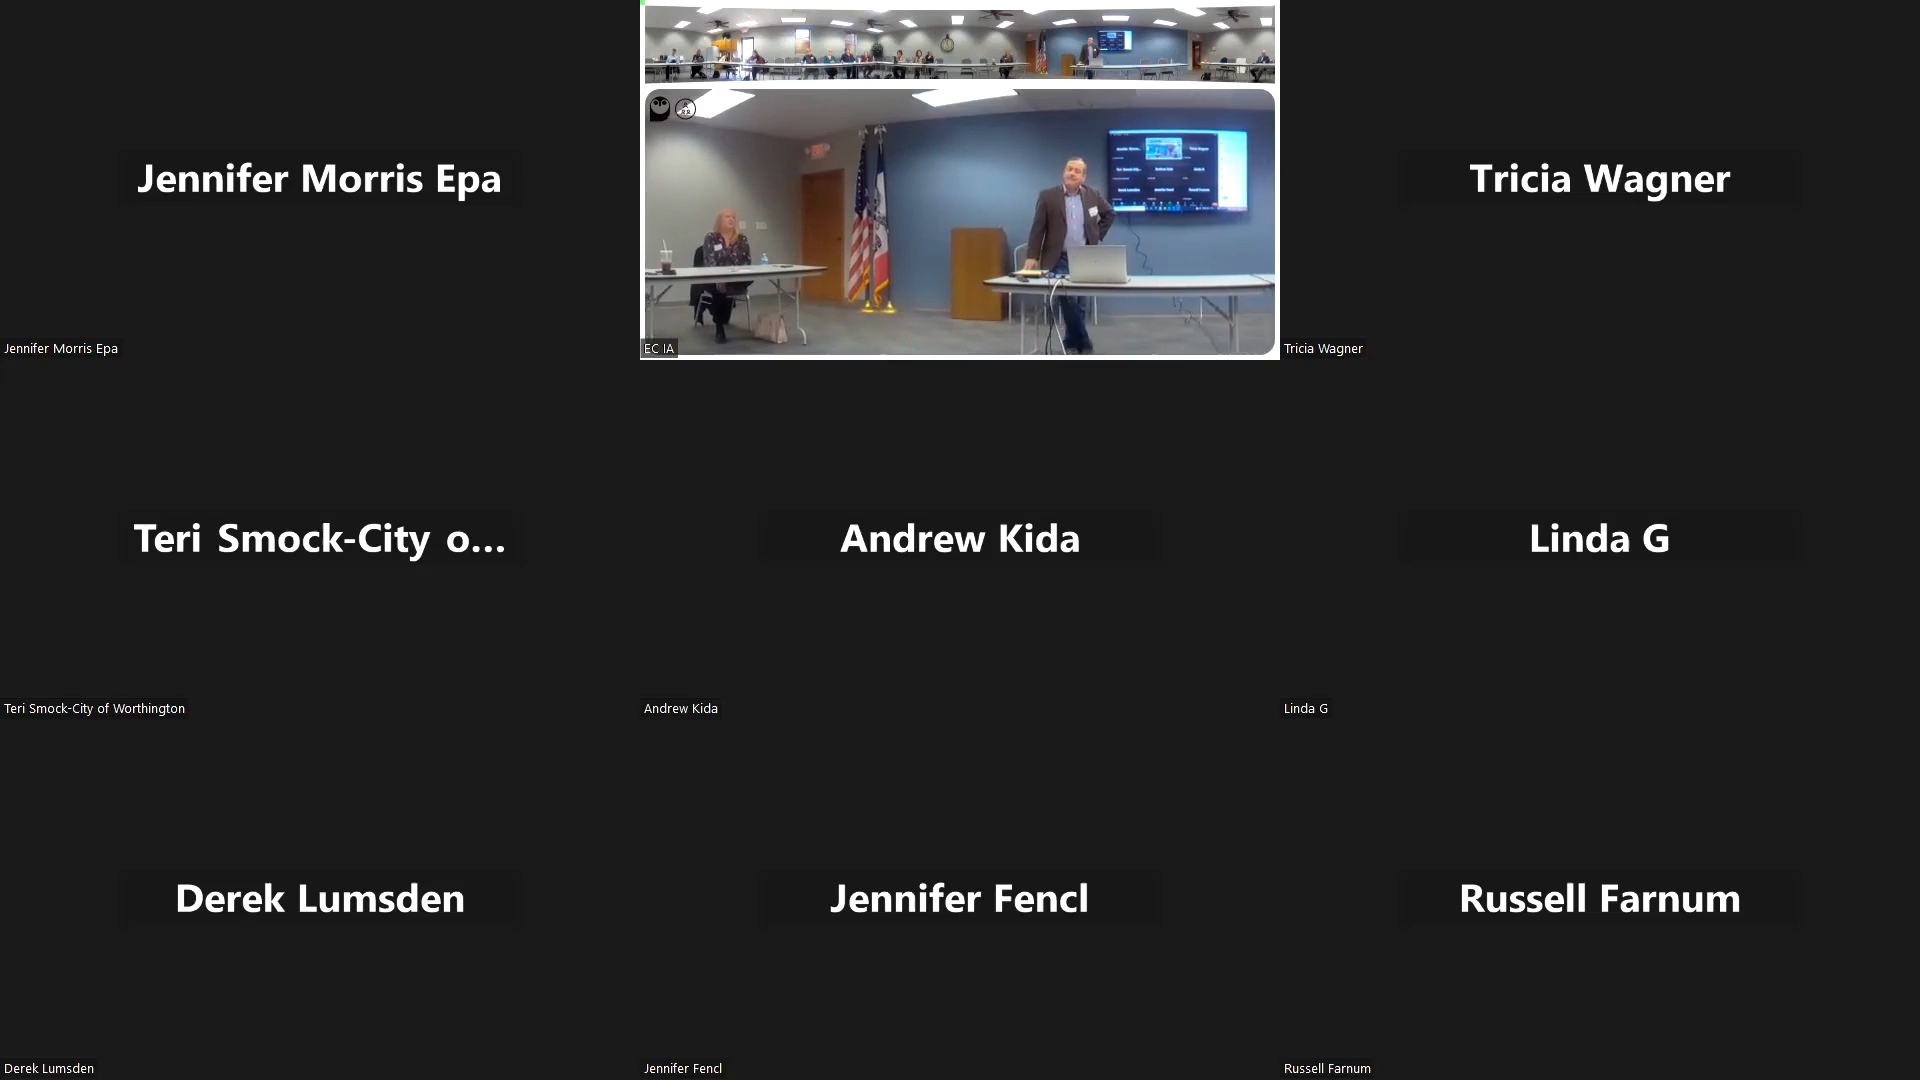 Jennifer Morris Epa
Jennifer Morris Epa
EC IA
Tricia Wagner
Tricia Wagner
Teri Smock-City o...
Teri Smock-City of Worthington
Andrew Kida
Andrew Kida
Linda G
Linda G
Derek Lumsden
Derek Lumsden
Jennifer Fencl
Jennifer Fencl
Russell Farnum
Russell Farnum